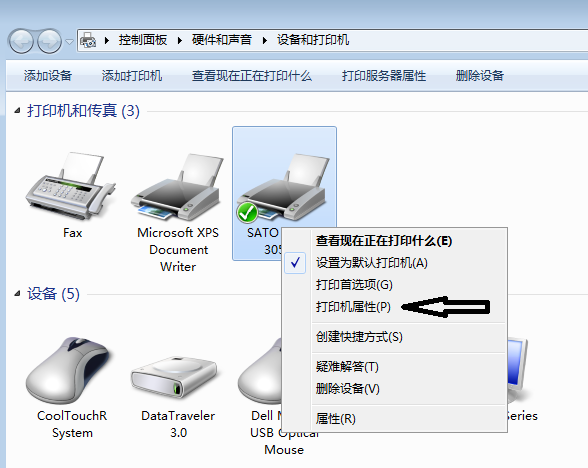 控制面板 硬件和声音 设备和打印机
添加设备 添加打印机 查看现在正在打印什么 打印服务器属性 删除设备
打印机和传真 (3)
Fax
Microsoft XPS
Document
Writer
SATO
305
查看现在正在打印什么(E)
设置为默认打印机(A)
打印首选项(G)
打印机属性(P)
创建快捷方式(S)
疑难解答(T)
删除设备(V)
属性(R)
设备 (5)
CoolTouchR
System
DataTraveler
3.0
Dell M
USB Optical
Mouse
Series